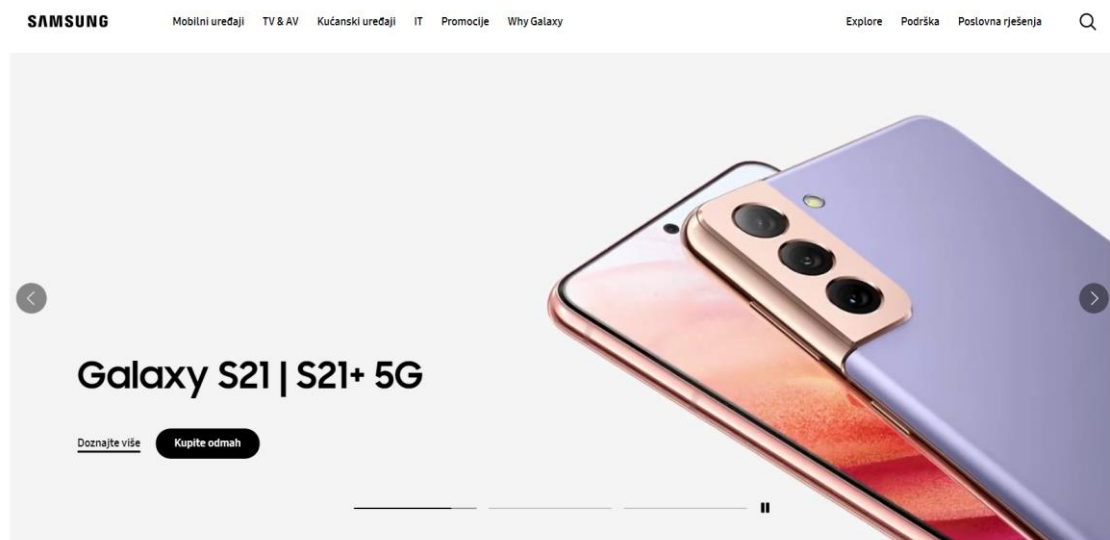 SAMSUNG
Mobilni uređaji TV & AV Kućanski uređaji IT Promocije Why Galaxy
Explore Podrška Poslovna rješenja
Galaxy S21 | S21+ 5G
Doznajte više
Kupite odmah